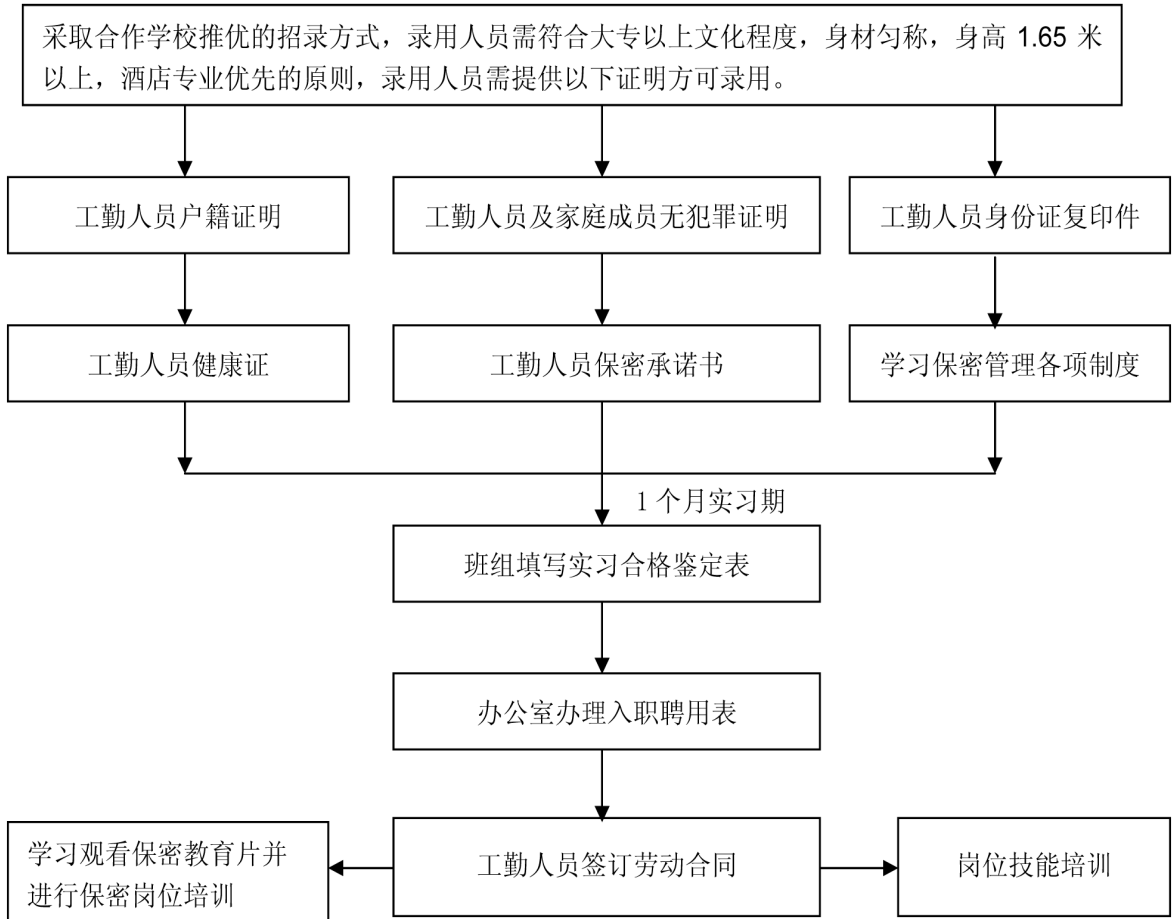 采取合作学校推优的招录方式，录用人员需符合大专以上文化程度，身材匀称，身高 1.65 米
以上，酒店专业优先的原则，录用人员需提供以下证明方可录用。
工勤人员户籍证明
工勤人员及家庭成员无犯罪证明
工勤人员身份证复印件
工勤人员健康证
工勤人员保密承诺书
学习保密管理各项制度
1 个月实习期
班组填写实习合格鉴定表
办公室办理入职聘用表
学习观看保密教育片并
进行保密岗位培训
工勤人员签订劳动合同
岗位技能培训